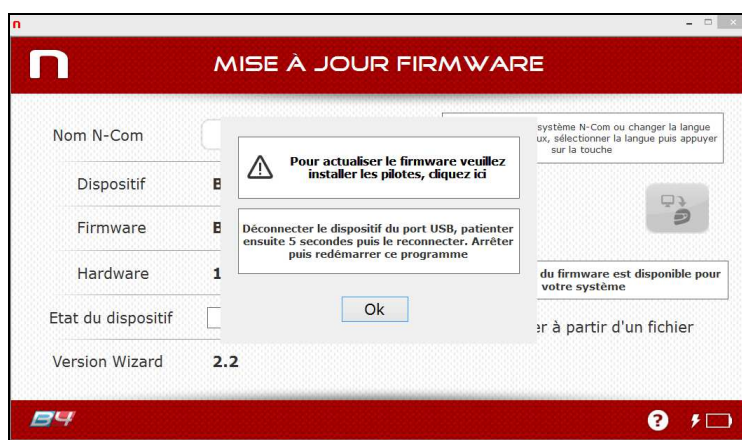 n
MISE À JOUR FIRMWARE
Nom N-Com
Dispositif
B
Firmware
B
Hardware
1
Etat du dispositif
Version Wizard
2.2
Pour actualiser le firmware veuillez
installer les pilotes, cliquez ici
Déconnecter le dispositif du port USB, patienter
ensuite 5 secondes puis le reconnecter. Arrêter
puis redémarrer ce programme
Ok
système N-Com ou changer la langue
ux, sélectionner la langue puis appuyer
sur la touche
du firmware est disponible pour
votre système
er à partir d'un fichier
B4
?